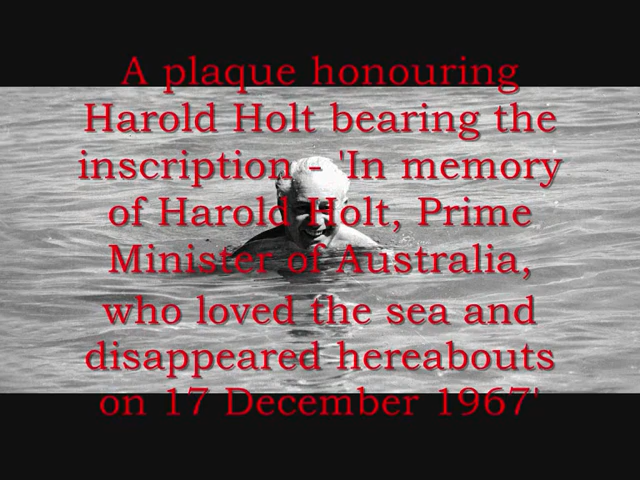 A plaque honouring
Harold Holt bearing the
inscription - 'In memory
of Harold Holt, Prime
Minister of Australia,
who loved the sea and
disappeared hereabouts
on 17 December 1967'